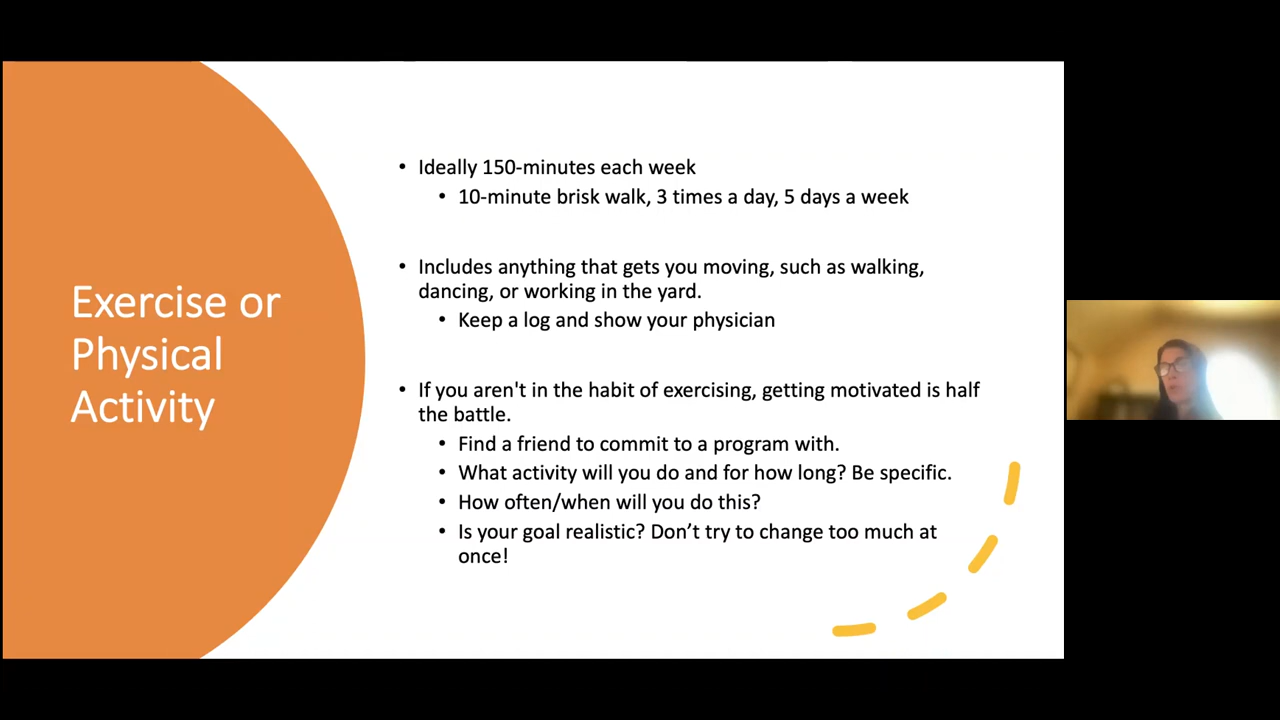 Exercise or
Physical
Activity
• Ideally 150-minutes each week
• 10-minute brisk walk, 3 times a day, 5 days a week
• Includes anything that gets you moving, such as walking,
dancing, or working in the yard.
• Keep a log and show your physician
• If you aren't in the habit of exercising, getting motivated is half
the battle.
• Find a friend to commit to a program with.
• What activity will you do and for how long? Be specific.
• How often/when will you do this?
• Is your goal realistic? Don’t try to change too much at
once!